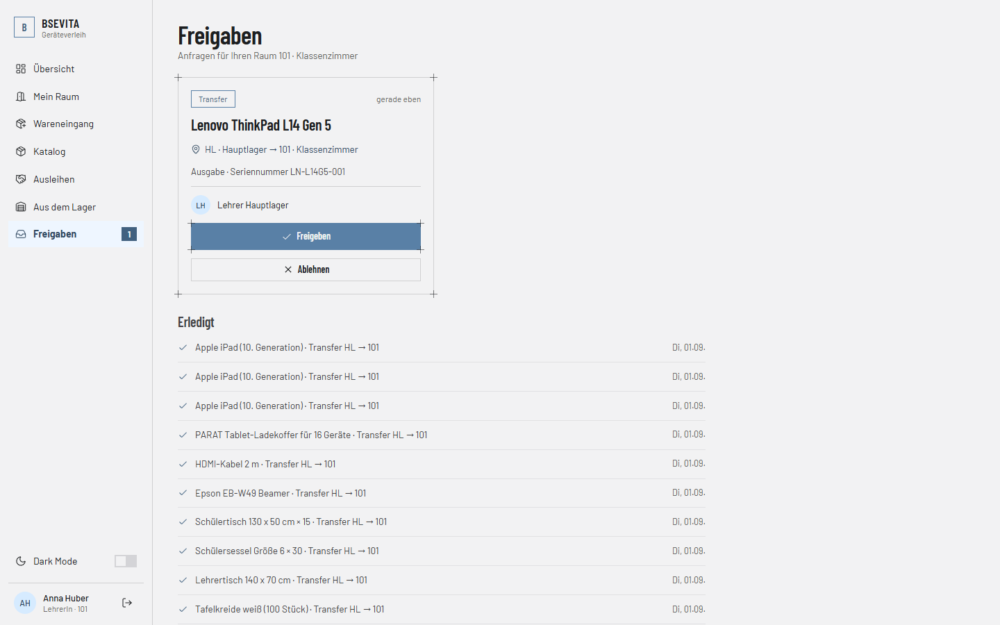 B
BSEVITA
Geräteverleih
Übersicht
Mein Raum
Wareneingang
Katalog
Ausleihen
Aus dem Lager
Freigaben
1
Dark Mode
AH
Anna Huber
LehrerIn · 101
Freigaben
Anfragen für Ihren Raum 101 · Klassenzimmer
Transfer
gerade eben
Lenovo ThinkPad L14 Gen 5
HL · Hauptlager → 101 · Klassenzimmer
Ausgabe · Seriennummer LN-L14G5-001
LH
Lehrer Hauptlager
Freigeben
Ablehnen
Erledigt
Apple iPad (10. Generation) · Transfer HL → 101 Di, 01.09.
Apple iPad (10. Generation) · Transfer HL → 101 Di, 01.09.
Apple iPad (10. Generation) · Transfer HL → 101 Di, 01.09.
PARAT Tablet-Ladekoffer für 16 Geräte · Transfer HL → 101 Di, 01.09.
HDMI-Kabel 2 m · Transfer HL → 101 Di, 01.09.
Epson EB-W49 Beamer · Transfer HL → 101 Di, 01.09.
Schülertisch 130 x 50 cm × 15 · Transfer HL → 101 Di, 01.09.
Schülersessel Größe 6 × 30 · Transfer HL → 101 Di, 01.09.
Lehrertisch 140 x 70 cm · Transfer HL → 101 Di, 01.09.
Tafelkreide weiß (100 Stück) · Transfer HL → 101 Di, 01.09.